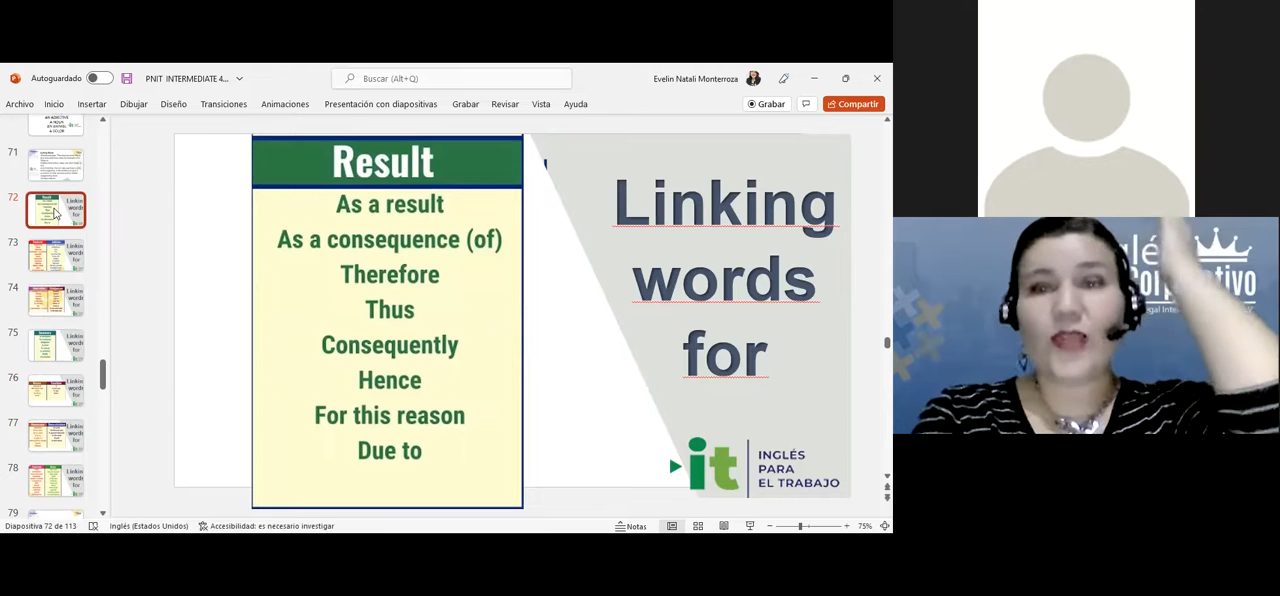 Autoguardado
PNIT INTERMEDIATE 4...
Buscar (Alt+Q)
Evelin Natali Monterroza
Archivo Inicio Insertar Dibujar Diseño Transiciones Animaciones Presentación con diapositivas Grabar Revisar Vista Ayuda
Grabar
Compartir
71
72
73
74
75
76
77
78
79
Result
As a result
As a consequence (of)
Therefore
Thus
Consequently
Hence
For this reason
Due to
Linking
words
for
it
INGLÉS
PARA
EL TRABAJO
Diapositiva 72 de 113
Inglés (Estados Unidos)
Accesibilidad: es necesario investigar
Notas
75%